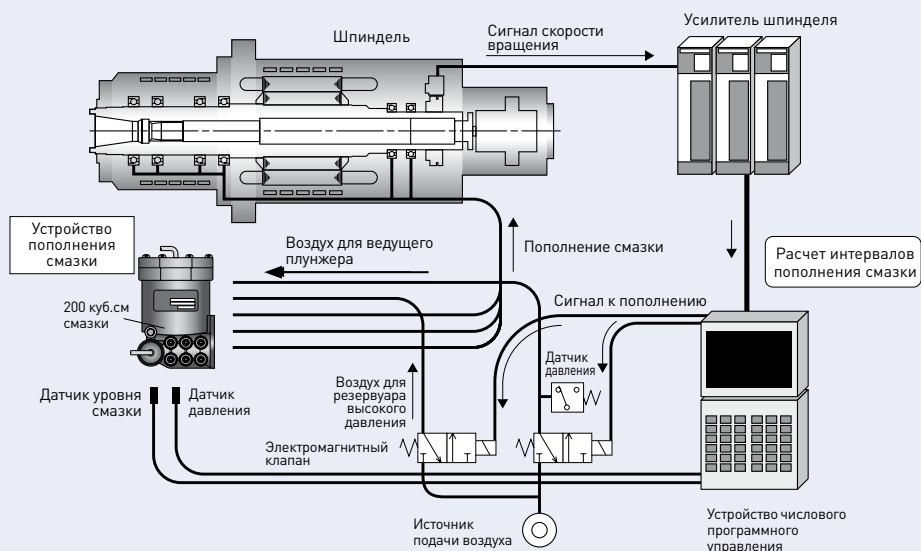 Шпиндель
Сигнал скорости
вращения
Усилитель шпинделя
Устройство
пополнения
смазки
Воздух для ведущего
плунжера
Пополнение смазки
Расчет интервалов
пополнения смазки
200 куб.см
смазки
Сигнал к пополнению
Датчик
давления
Датчик уровня
смазки
Датчик
давления
Воздух для
резервуара
высокого
давления
Электромагнитный
клапан
Источник
подачи воздуха
Устройство числового
программного
управления